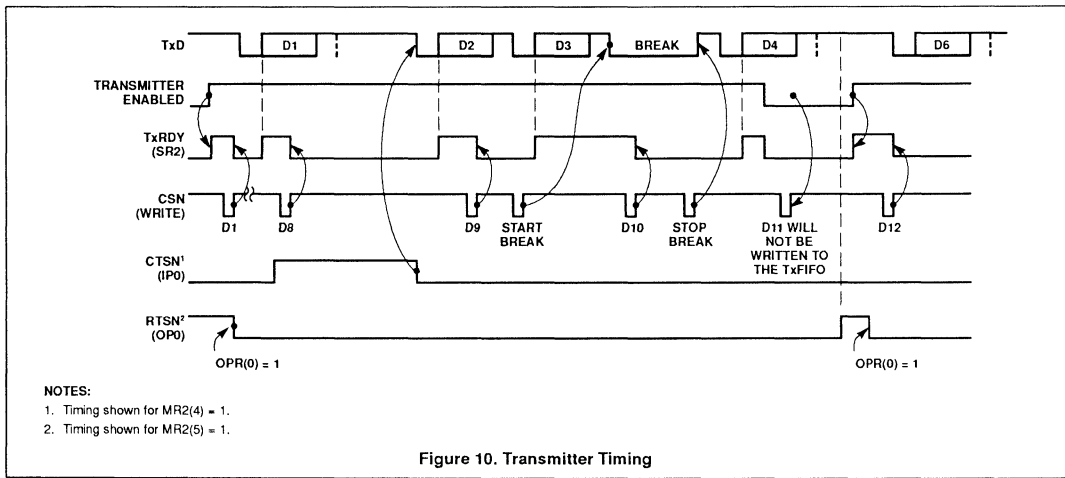 TxD D1 D2 D3 BREAK D4 D6
TRANSMITTER
ENABLED
TxRDY
(SR2)
CSN
(WRITE)
D1 D8 D9 START
BREAK D10 STOP
BREAK D11 WILL
NOT BE
WRITTEN TO
THE TxFIFO D12
CTSN¹
(IP0)
RTSN²
(OP0)
OPR(0) = 1 OPR(0) = 1
NOTES:
1. Timing shown for MR2(4) = 1.
2. Timing shown for MR2(5) = 1.
Figure 10. Transmitter Timing